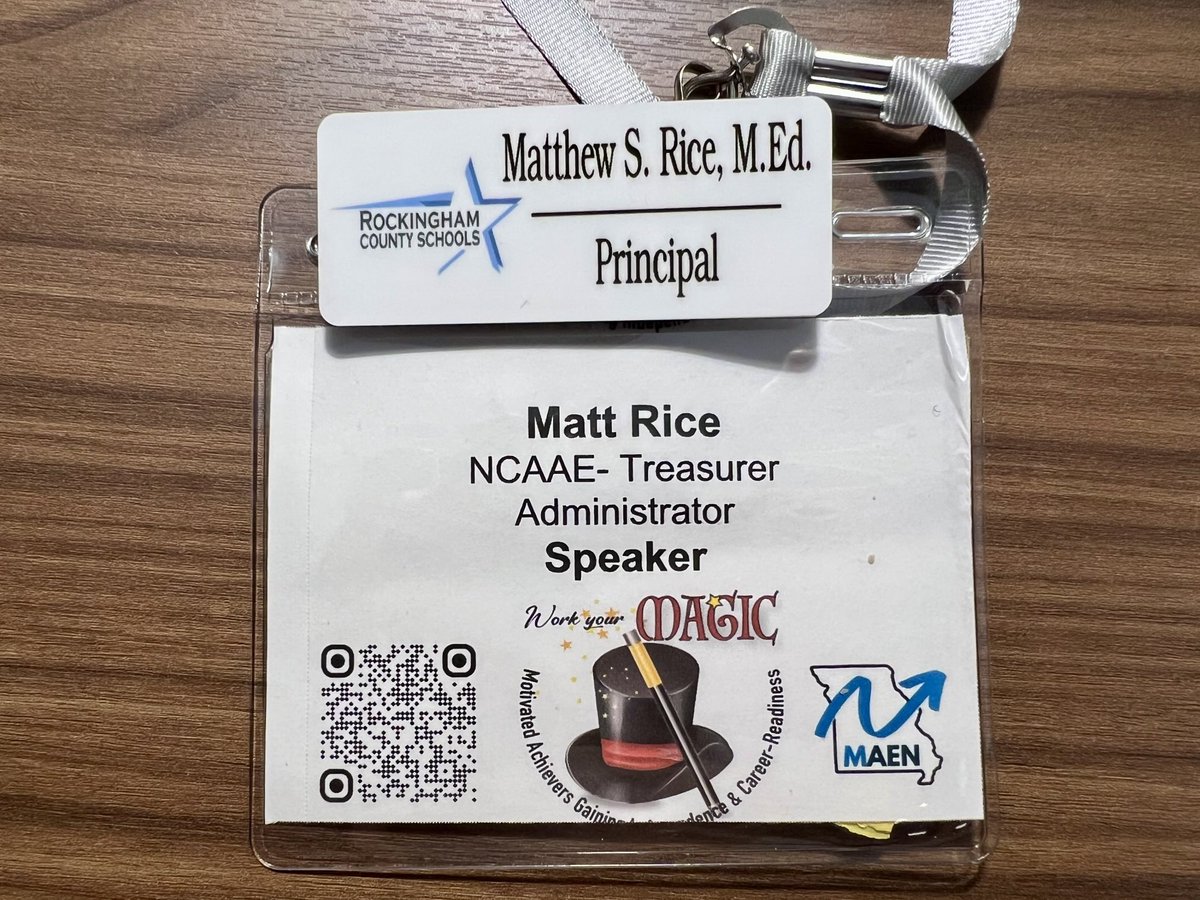 Matthew S. Rice, M.Ed.
ROCKINGHAM
COUNTY SCHOOLS
Principal
Matt Rice
NCAAE- Treasurer
Administrator
Speaker
Work your MAGIC
Motivated Achievers Gaining Independence & Career-Readiness
MAEN